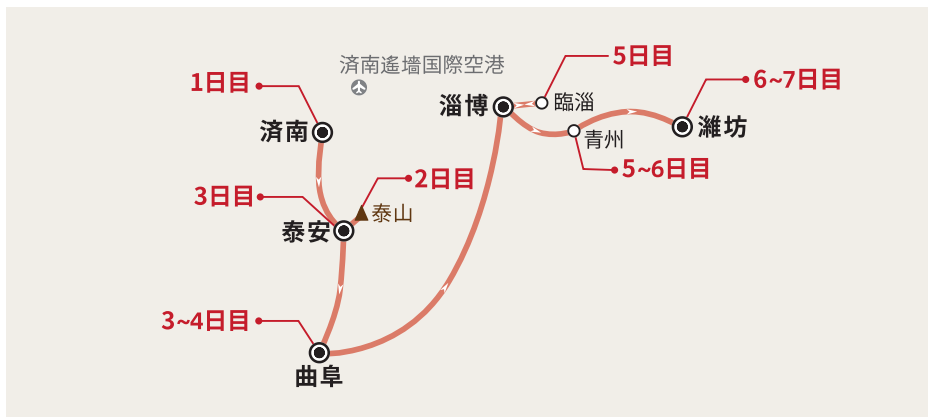 済南遙墻国際空港
5日目
1日目
6~7日目
淄博
臨淄
済南
青州
濰坊
5~6日目
2日目
3日目
泰山
泰安
3~4日目
曲阜